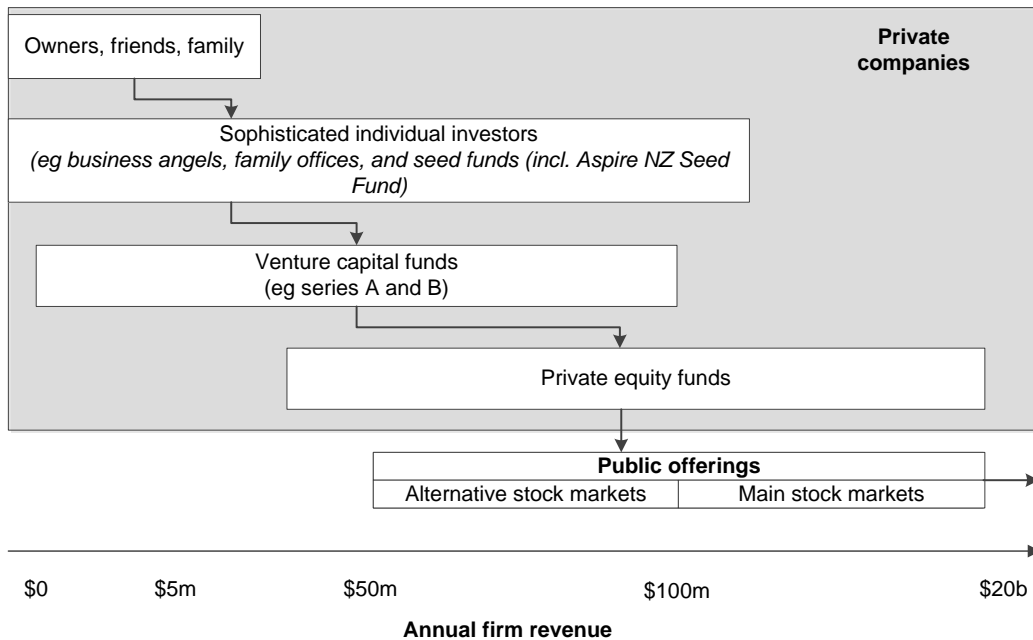 Owners, friends, family
Private
companies
Sophisticated individual investors
(eg business angels, family offices, and seed funds (incl. Aspire NZ Seed
Fund)
Venture capital funds
(eg series A and B)
Private equity funds
Public offerings
Alternative stock markets
Main stock markets
$0
$5m
$50m
$100m
$20b
Annual firm revenue